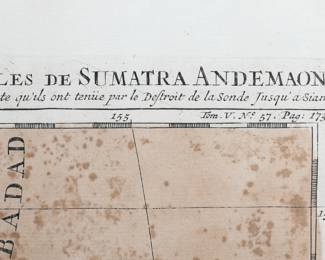 LES DE SUMATRA ANDEMAON
te qu'ils ont tenüe par le Destroit de la Sonde Jusqu'a Siam
155
Tom. V. Nº. 57. Pag: 175
BADAD